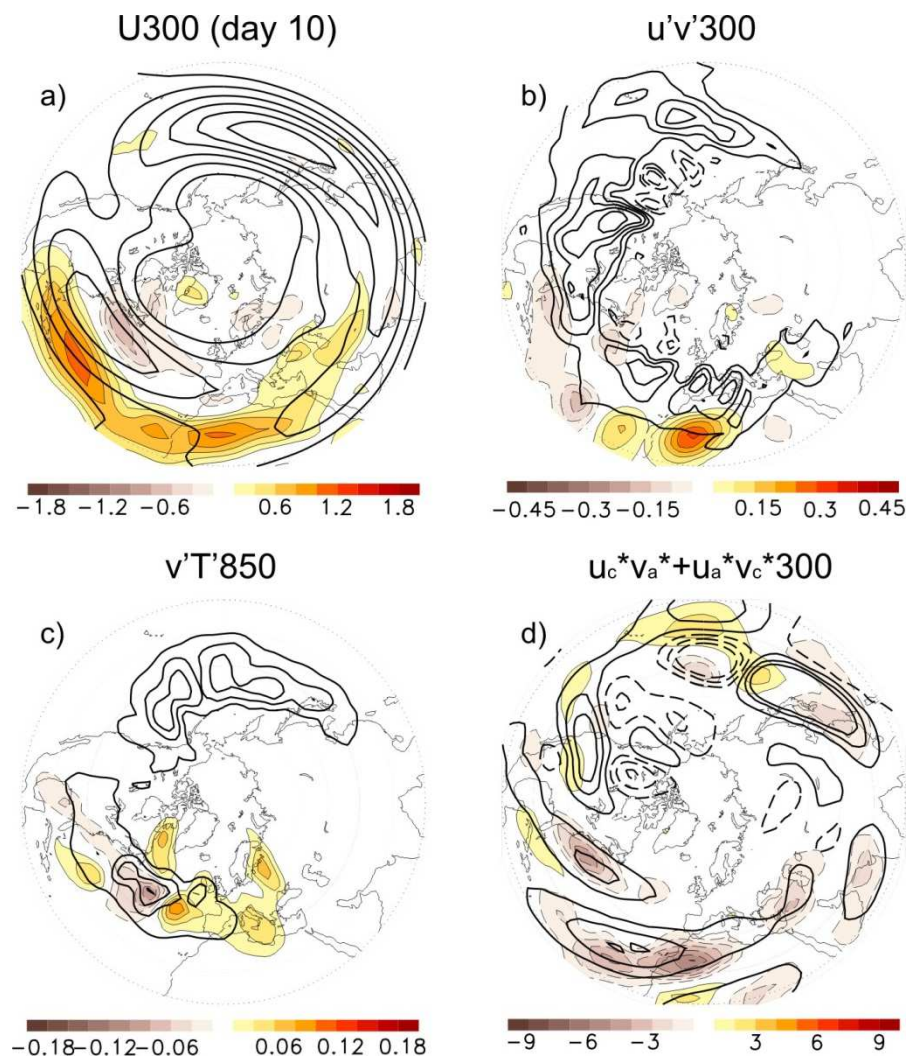 U300 (day 10)
u'v'300
a)
b)
-1.8 -1.2 -0.6 0.6 1.2 1.8
-0.45 -0.3 -0.15 0.15 0.3 0.45
v'T'850
uc*va*+ua*vc*300
c)
d)
-0.18 -0.12 -0.06 0.06 0.12 0.18
-9 -6 -3 3 6 9